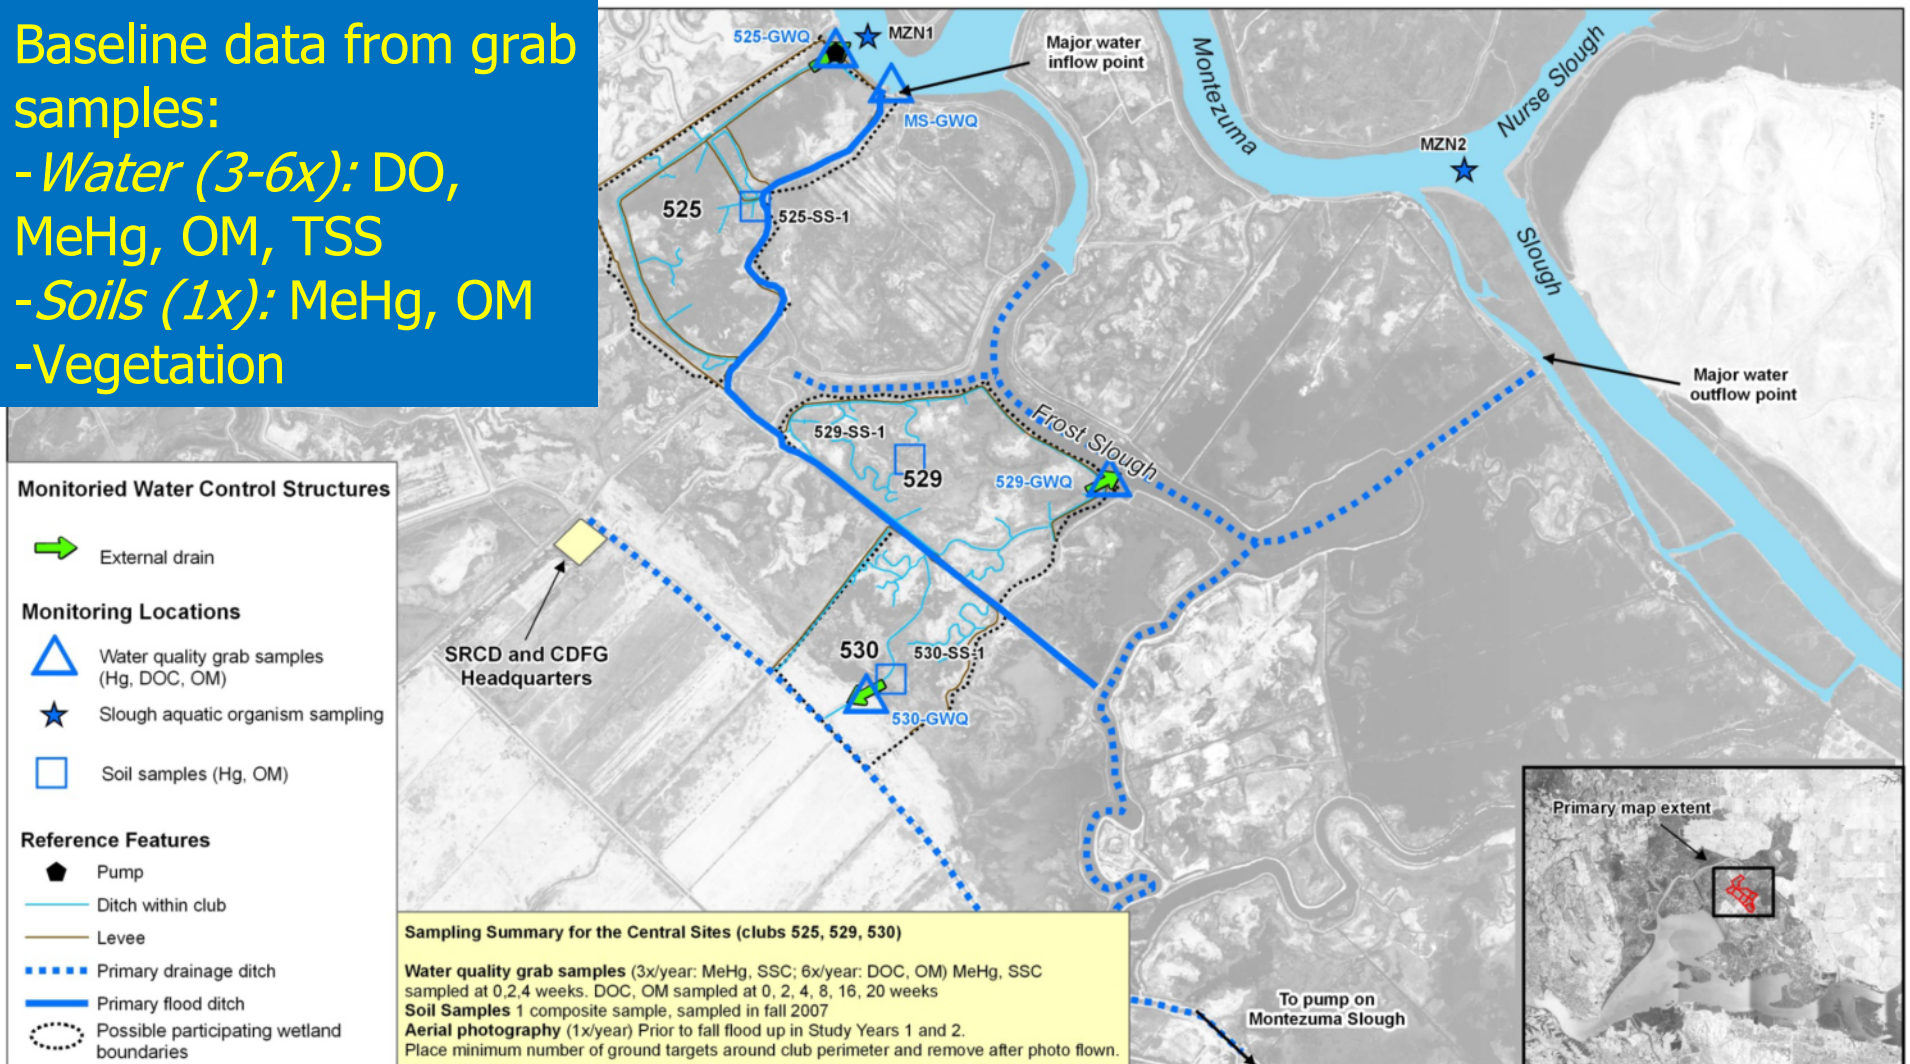 Baseline data from grab
samples:
-Water (3-6x): DO,
MeHg, OM, TSS
-Soils (1x): MeHg, OM
-Vegetation
525-GWQ
MZN1
Major water
inflow point
MS-GWQ
Montezuma
Nurse Slough
MZN2
Slough
525
525-SS-1
Major water
outflow point
Frost Slough
529-SS-1
529
529-GWQ
SRCD and CDFG
Headquarters
530
530-SS-1
530-GWQ
Monitoried Water Control Structures
External drain
Monitoring Locations
Water quality grab samples
(Hg, DOC, OM)
Slough aquatic organism sampling
Soil samples (Hg, OM)
Reference Features
Pump
Ditch within club
Levee
Primary drainage ditch
Primary flood ditch
Possible participating wetland
boundaries
Sampling Summary for the Central Sites (clubs 525, 529, 530)
Water quality grab samples (3x/year: MeHg, SSC; 6x/year: DOC, OM) MeHg, SSC
sampled at 0,2,4 weeks. DOC, OM sampled at 0, 2, 4, 8, 16, 20 weeks
Soil Samples 1 composite sample, sampled in fall 2007
Aerial photography (1x/year) Prior to fall flood up in Study Years 1 and 2.
Place minimum number of ground targets around club perimeter and remove after photo flown.
To pump on
Montezuma Slough
Primary map extent